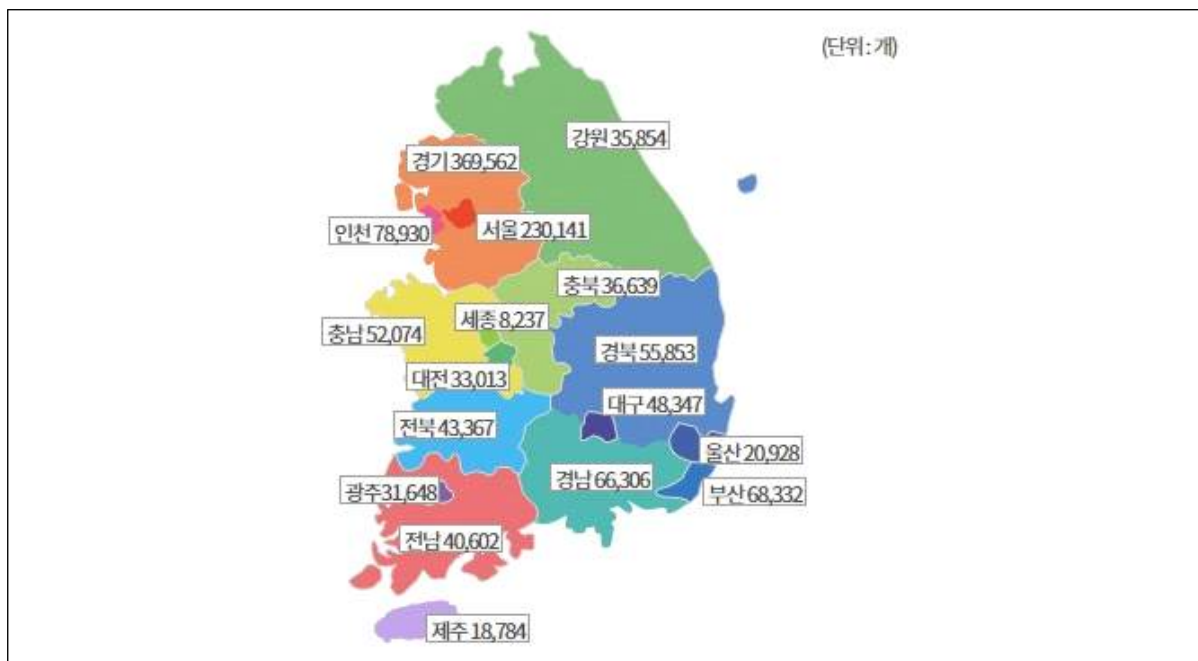 (단위 : 개)
강원 35,854
경기 369,562
인천 78,930
서울 230,141
충북 36,639
세종 8,237
충남 52,074
경북 55,853
대전 33,013
대구 48,347
전북 43,367
울산 20,928
경남 66,306
광주31,648
부산 68,332
전남 40,602
제주 18,784